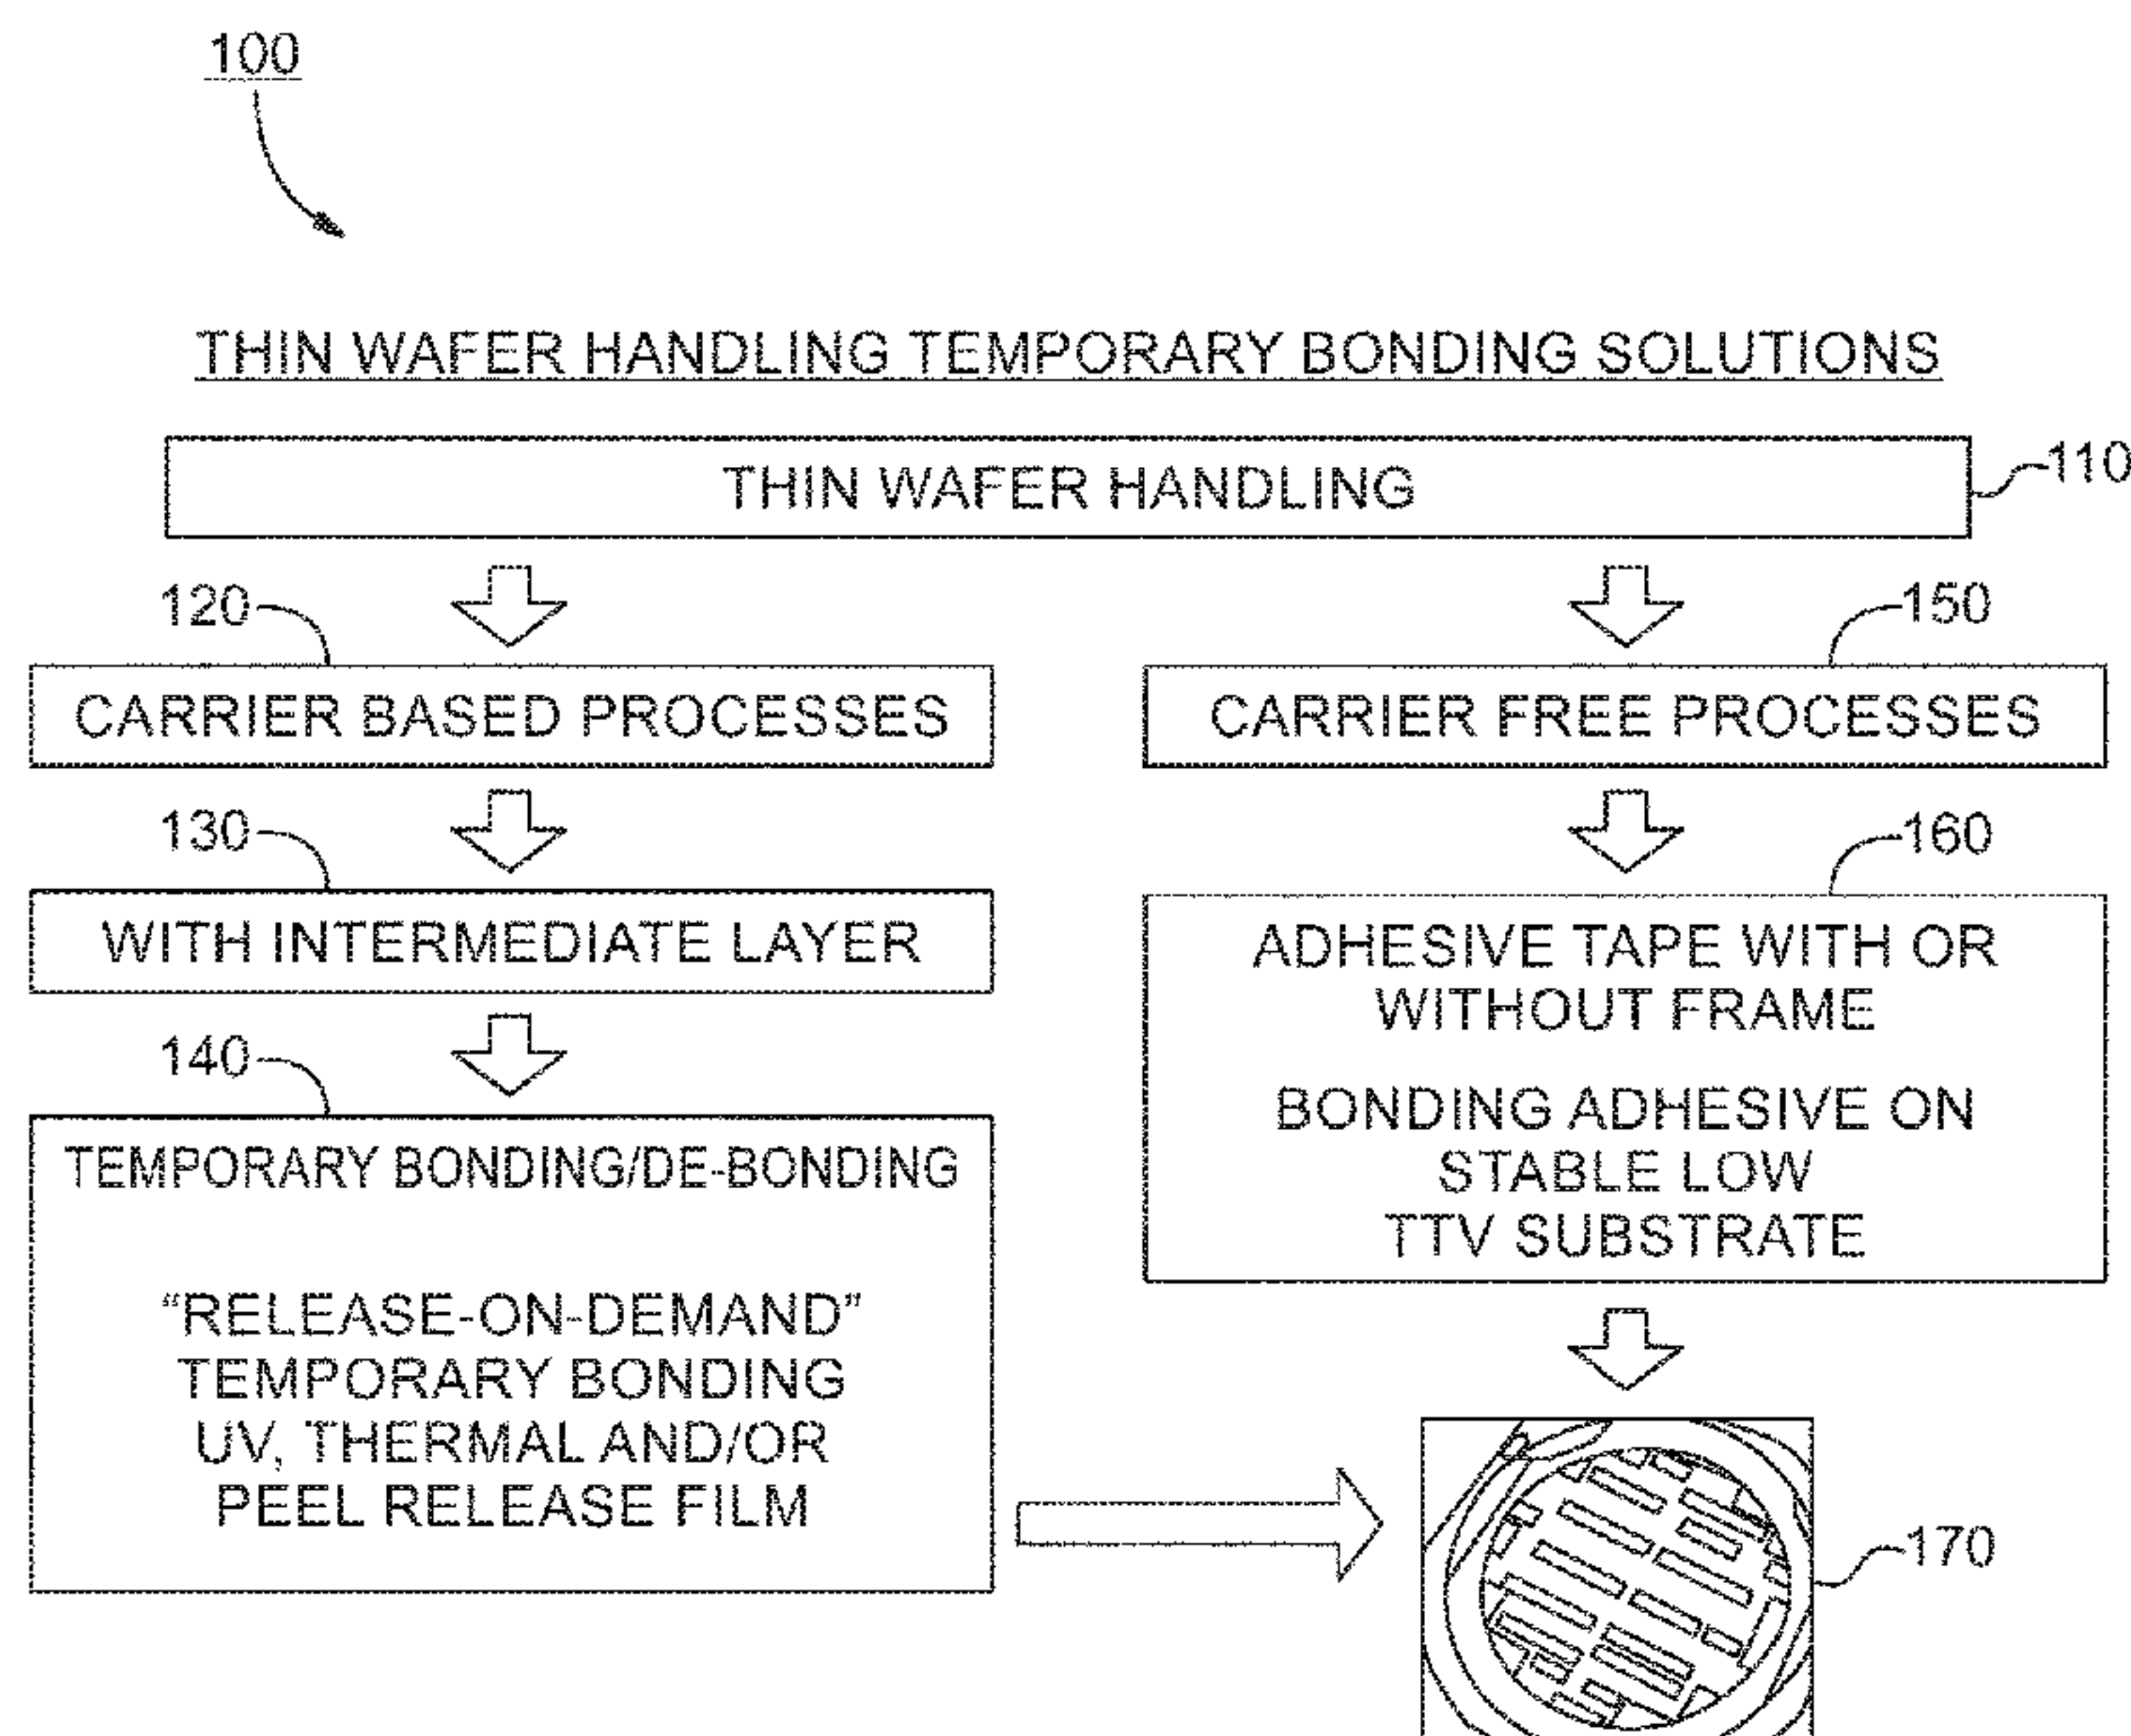 100
THIN WAFER HANDLING TEMPORARY BONDING SOLUTIONS
THIN WAFER HANDLING
110
120
CARRIER BASED PROCESSES
130
WITH INTERMEDIATE LAYER
140
TEMPORARY BONDING/DE-BONDING
“RELEASE-ON-DEMAND”
TEMPORARY BONDING
UV, THERMAL AND/OR
PEEL RELEASE FILM
150
CARRIER FREE PROCESSES
160
ADHESIVE TAPE WITH OR
WITHOUT FRAME
BONDING ADHESIVE ON
STABLE LOW
TTV SUBSTRATE
170